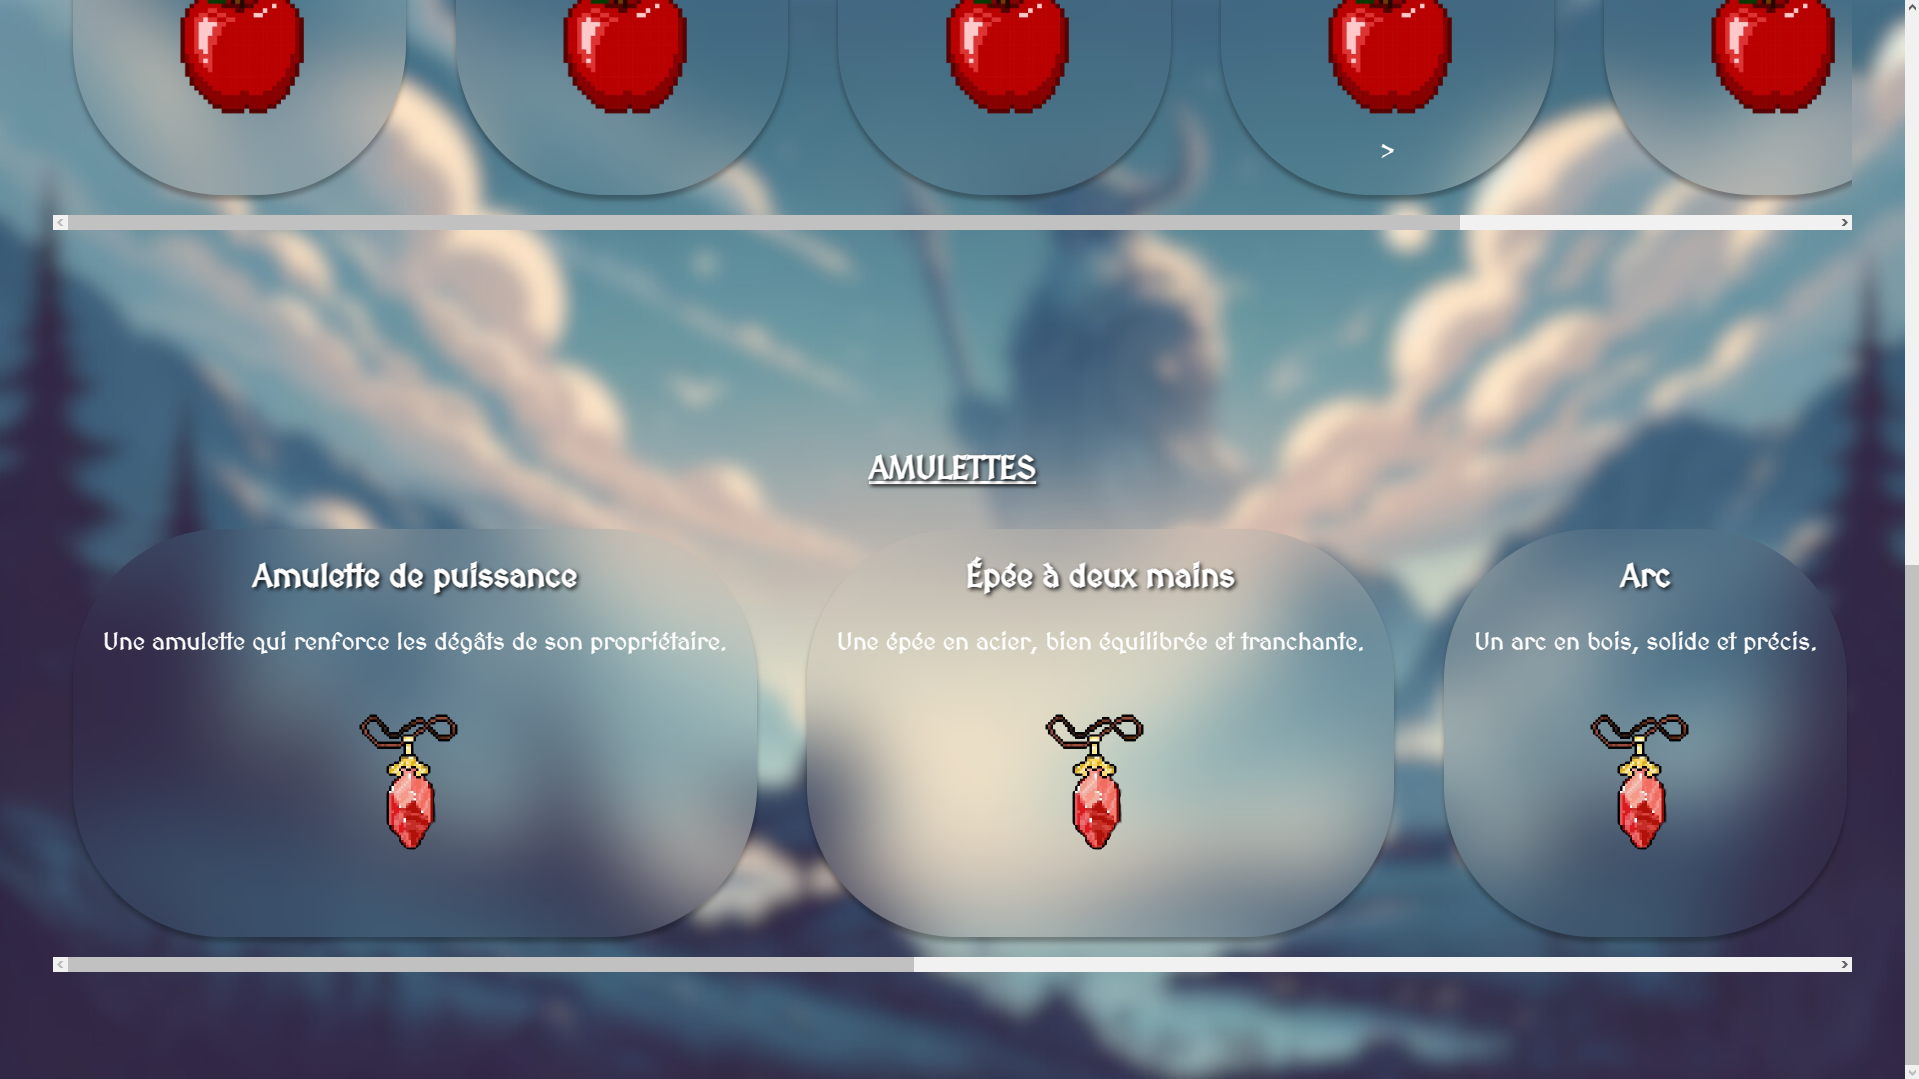 >
AMULETTES
Amulette de puissance
Une amulette qui renforce les dégâts de son propriétaire.
Épée à deux mains
Une épée en acier, bien équilibrée et tranchante.
Arc
Un arc en bois, solide et précis.